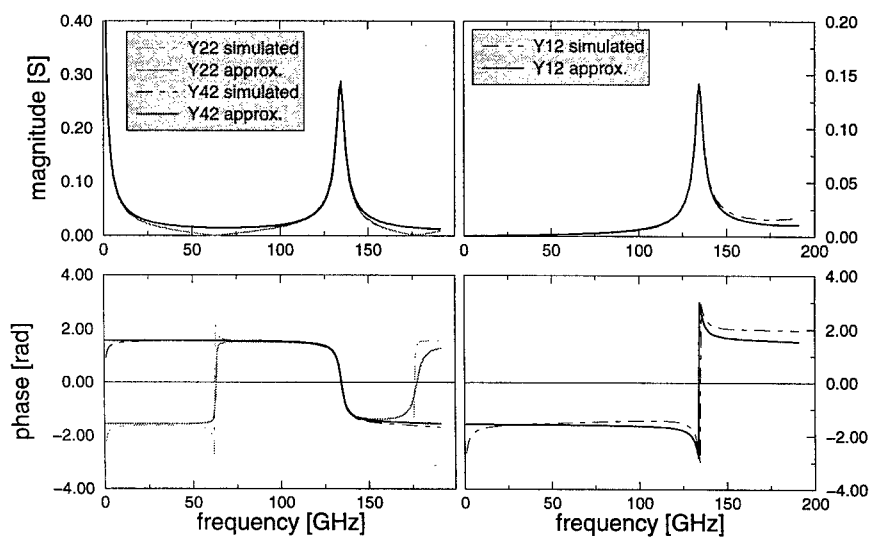 0.40
0.30
0.20
0.10
0.00
magnitude [S]
Y22 simulated
Y22 approx.
Y42 simulated
Y42 approx.
0 50 100 150
Y12 simulated
Y12 approx.
0.20
0.15
0.10
0.05
0.00
0 50 100 150 200
4.00
2.00
0.00
−2.00
−4.00
phase [rad]
0 50 100 150
frequency [GHz]
4.00
2.00
0.00
−2.00
−4.00
0 50 100 150 200
frequency [GHz]